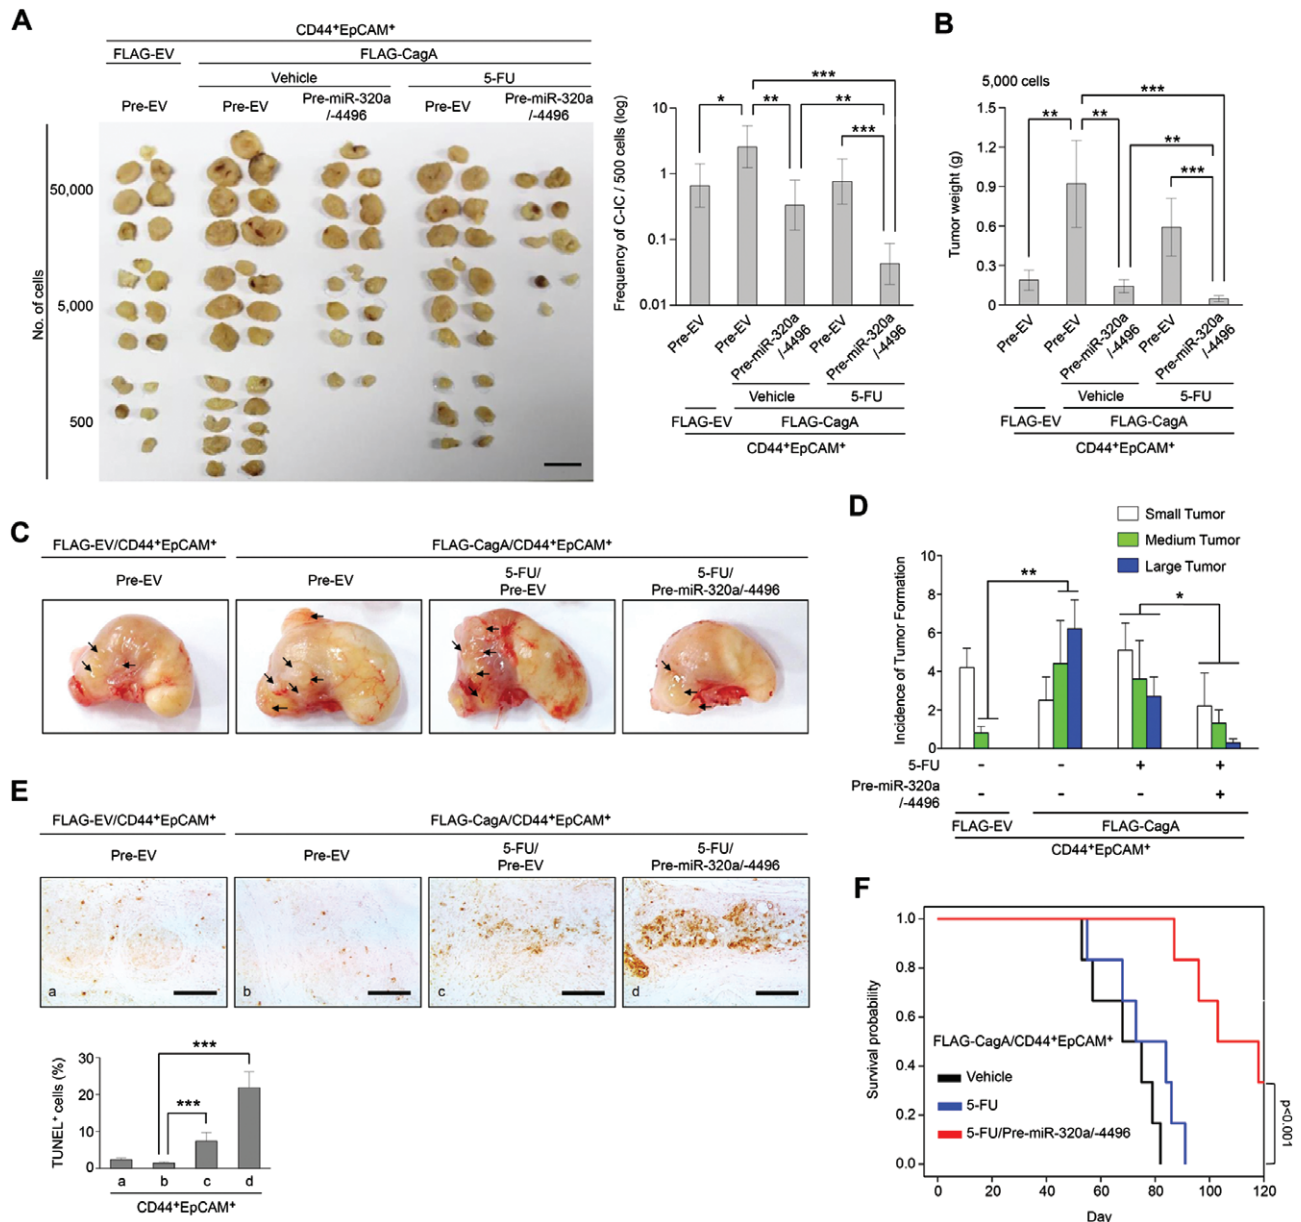 A
CD44+EpCAM+
FLAG-EV
FLAG-CagA
Vehicle
5-FU
Pre-EV
Pre-EV
Pre-miR-320a
/-4496
Pre-EV
Pre-miR-320a
/-4496
No. of cells
50,000
5,000
500
Frequency of C-IC / 500 cells (log)
10
1
0.1
0.01
*
**
***
**
***
Pre-EV
Pre-EV
Pre-miR-320a
/-4496
Pre-EV
Pre-miR-320a
/-4496
Vehicle
5-FU
FLAG-EV
FLAG-CagA
CD44+EpCAM+
B
5,000 cells
Tumor weight (g)
1.5
1.2
0.9
0.6
0.3
0
**
**
***
**
***
Pre-EV
Pre-EV
Pre-miR-320a
/-4496
Pre-EV
Pre-miR-320a
/-4496
Vehicle
5-FU
FLAG-EV
FLAG-CagA
CD44+EpCAM+
C
FLAG-EV/CD44+EpCAM+
FLAG-CagA/CD44+EpCAM+
Pre-EV
Pre-EV
5-FU/
Pre-EV
5-FU/
Pre-miR-320a/-4496
D
Small Tumor
Medium Tumor
Large Tumor
Incidence of Tumor Formation
10
8
6
4
2
0
**
*
5-FU - - + +
Pre-miR-320a
/-4496 - - - +
FLAG-EV
FLAG-CagA
CD44+EpCAM+
E
FLAG-EV/CD44+EpCAM+
FLAG-CagA/CD44+EpCAM+
Pre-EV
Pre-EV
5-FU/
Pre-EV
5-FU/
Pre-miR-320a/-4496
a
b
c
d
TUNEL+ cells (%)
30
20
10
0
***
***
a b c d
CD44+EpCAM+
F
Survival probability
1.0
0.8
0.6
0.4
0.2
0.0
FLAG-CagA/CD44+EpCAM+
Vehicle
5-FU
5-FU/Pre-miR-320a/-4496
p<0.001
0 20 40 60 80 100 120
Day